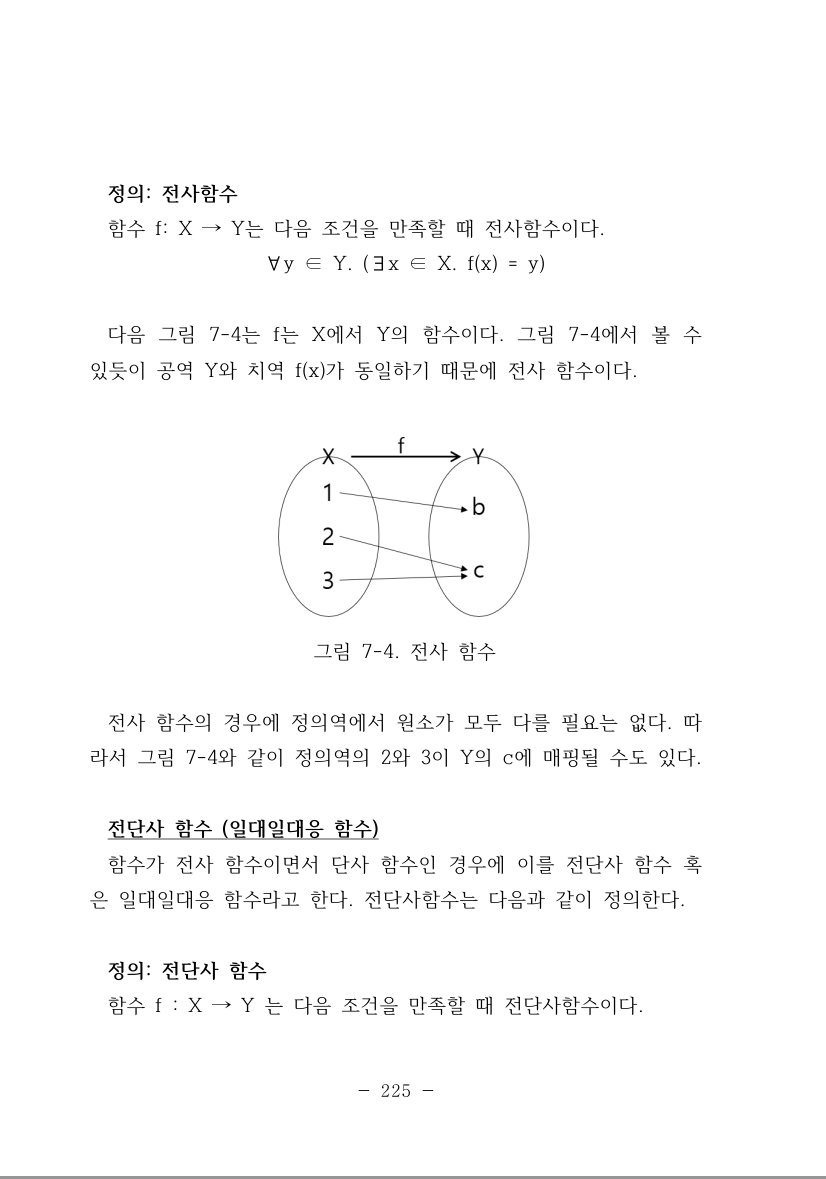 정의: 전사함수
함수 f: X → Y는 다음 조건을 만족할 때 전사함수이다.
∀y ∈ Y. (∃x ∈ X. f(x) = y)
다음 그림 7-4는 f는 X에서 Y의 함수이다. 그림 7-4에서 볼 수
있듯이 공역 Y와 치역 f(x)가 동일하기 때문에 전사 함수이다.
X f Y
1 b
2 c
3
그림 7-4. 전사 함수
전사 함수의 경우에 정의역에서 원소가 모두 다를 필요는 없다. 따
라서 그림 7-4와 같이 정의역의 2와 3이 Y의 c에 매핑될 수도 있다.
전단사 함수 (일대일대응 함수)
함수가 전사 함수이면서 단사 함수인 경우에 이를 전단사 함수 혹
은 일대일대응 함수라고 한다. 전단사함수는 다음과 같이 정의한다.
정의: 전단사 함수
함수 f : X → Y 는 다음 조건을 만족할 때 전단사함수이다.
- 225 -